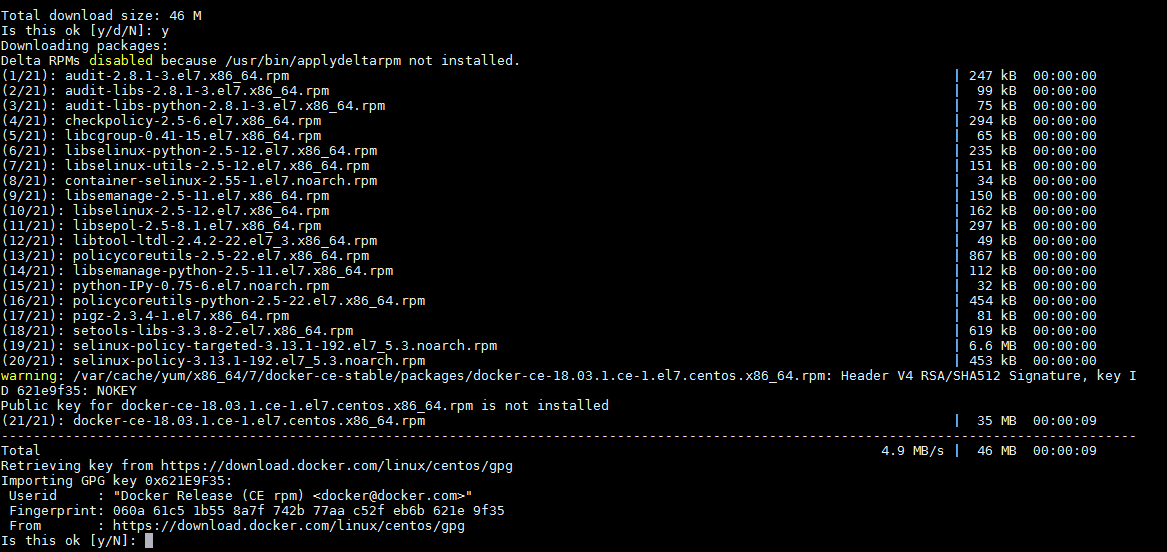 Total download size: 46 M
Is this ok [y/d/N]: y
Downloading packages:
Delta RPMs disabled because /usr/bin/applydeltarpm not installed.
(1/21): audit-2.8.1-3.el7.x86_64.rpm | 247 kB 00:00:00
(2/21): audit-libs-2.8.1-3.el7.x86_64.rpm | 99 kB 00:00:00
(3/21): audit-libs-python-2.8.1-3.el7.x86_64.rpm | 75 kB 00:00:00
(4/21): checkpolicy-2.5-6.el7.x86_64.rpm | 294 kB 00:00:00
(5/21): libcgroup-0.41-15.el7.x86_64.rpm | 65 kB 00:00:00
(6/21): libselinux-python-2.5-12.el7.x86_64.rpm | 235 kB 00:00:00
(7/21): libselinux-utils-2.5-12.el7.x86_64.rpm | 151 kB 00:00:00
(8/21): container-selinux-2.55-1.el7.noarch.rpm | 34 kB 00:00:00
(9/21): libsemanage-2.5-11.el7.x86_64.rpm | 150 kB 00:00:00
(10/21): libselinux-2.5-12.el7.x86_64.rpm | 162 kB 00:00:00
(11/21): libsepol-2.5-8.1.el7.x86_64.rpm | 297 kB 00:00:00
(12/21): libtool-ltdl-2.4.2-22.el7_3.x86_64.rpm | 49 kB 00:00:00
(13/21): policycoreutils-2.5-22.el7.x86_64.rpm | 867 kB 00:00:00
(14/21): libsemanage-python-2.5-11.el7.x86_64.rpm | 112 kB 00:00:00
(15/21): python-IPy-0.75-6.el7.noarch.rpm | 32 kB 00:00:00
(16/21): policycoreutils-python-2.5-22.el7.x86_64.rpm | 454 kB 00:00:00
(17/21): pigz-2.3.4-1.el7.x86_64.rpm | 81 kB 00:00:00
(18/21): setools-libs-3.3.8-2.el7.x86_64.rpm | 619 kB 00:00:00
(19/21): selinux-policy-targeted-3.13.1-192.el7_5.3.noarch.rpm | 6.6 MB 00:00:00
(20/21): selinux-policy-3.13.1-192.el7_5.3.noarch.rpm | 453 kB 00:00:00
warning: /var/cache/yum/x86_64/7/docker-ce-stable/packages/docker-ce-18.03.1.ce-1.el7.centos.x86_64.rpm: Header V4 RSA/SHA512 Signature, key I
D 621e9f35: NOKEY
Public key for docker-ce-18.03.1.ce-1.el7.centos.x86_64.rpm is not installed
(21/21): docker-ce-18.03.1.ce-1.el7.centos.x86_64.rpm | 35 MB 00:00:09
----------------------------------------------------------------------------------------------------------------------------------------------
Total 4.9 MB/s | 46 MB 00:00:09
Retrieving key from https://download.docker.com/linux/centos/gpg
Importing GPG key 0x621E9F35:
 Userid     : "Docker Release (CE rpm) <docker@docker.com>"
 Fingerprint: 060a 61c5 1b55 8a7f 742b 77aa c52f eb6b 621e 9f35
 From       : https://download.docker.com/linux/centos/gpg
Is this ok [y/N]: